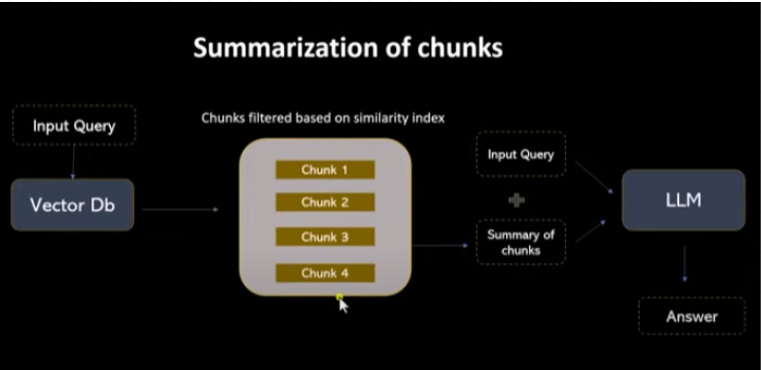 Summarization of chunks
Input Query
Vector Db
Chunks filtered based on similarity index
Chunk 1
Chunk 2
Chunk 3
Chunk 4
Input Query
Summary of
chunks
LLM
Answer